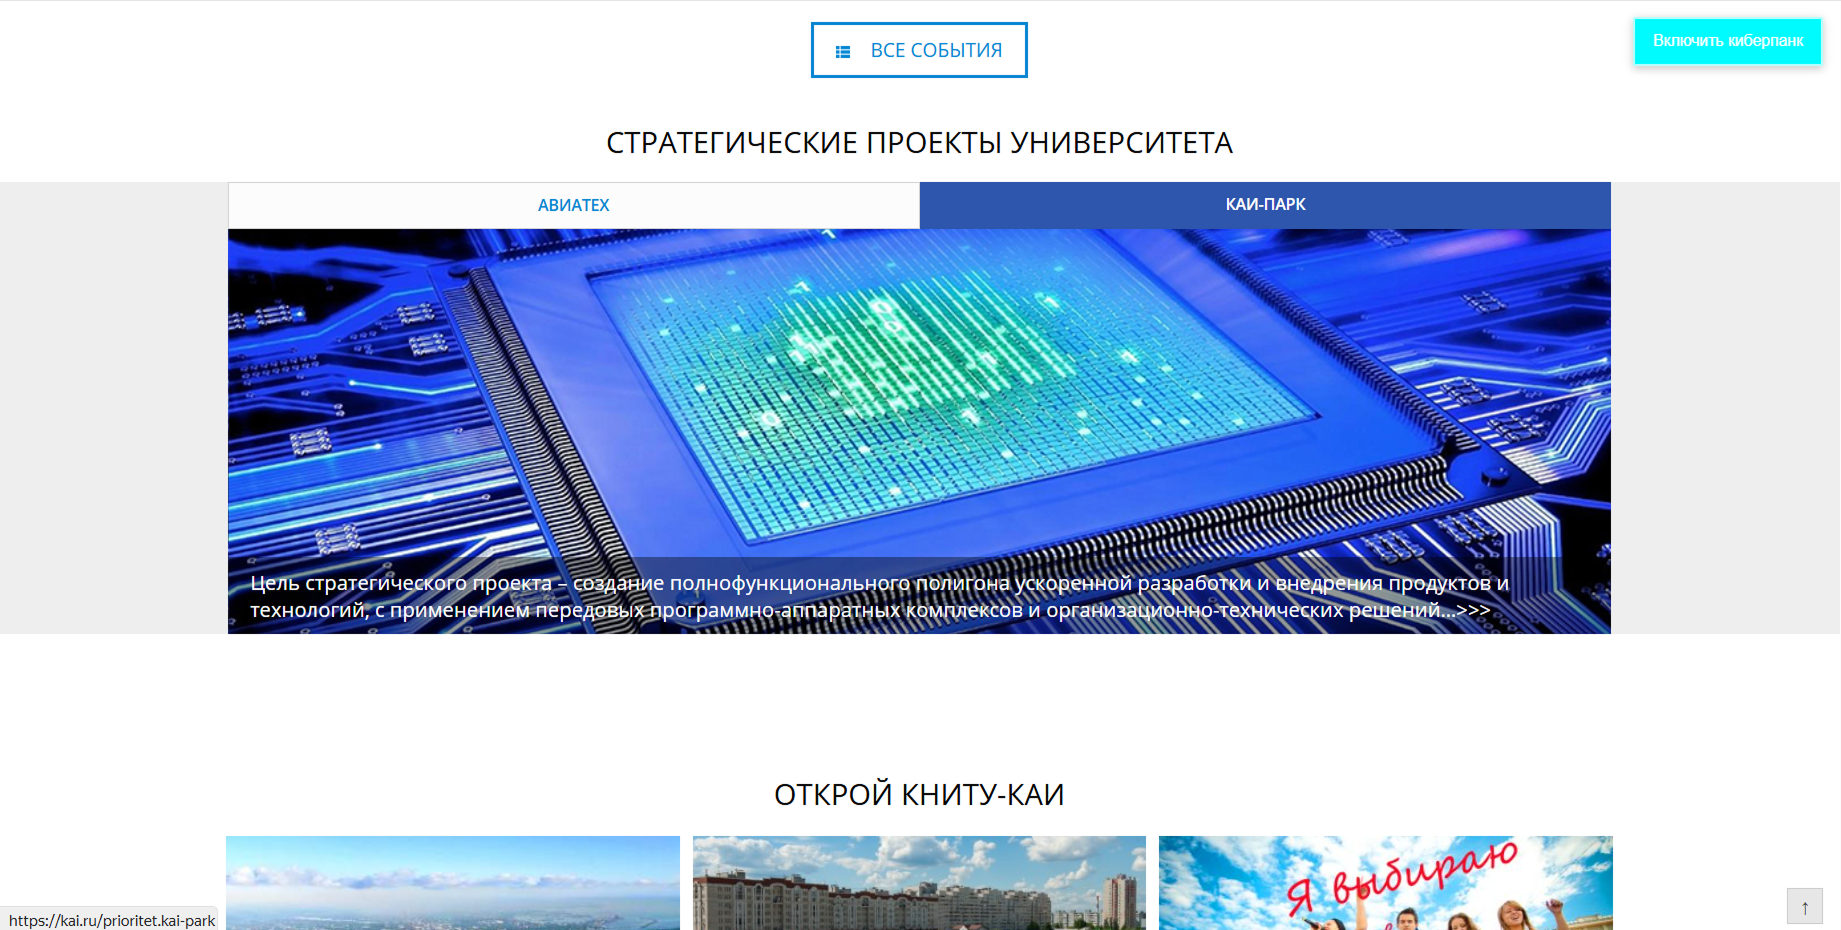 ВСЕ СОБЫТИЯ
Включить киберпанк
СТРАТЕГИЧЕСКИЕ ПРОЕКТЫ УНИВЕРСИТЕТА
АВИАТЕХ
КАИ-ПАРК
Цель стратегического проекта – создание полнофункционального полигона ускоренной разработки и внедрения продуктов и
технологий, с применением передовых программно-аппаратных комплексов и организационно-технических решений...>>>
ОТКРОЙ КНИТУ-КАИ
Я выбираю
https://kai.ru/prioritet.kai-park
↑